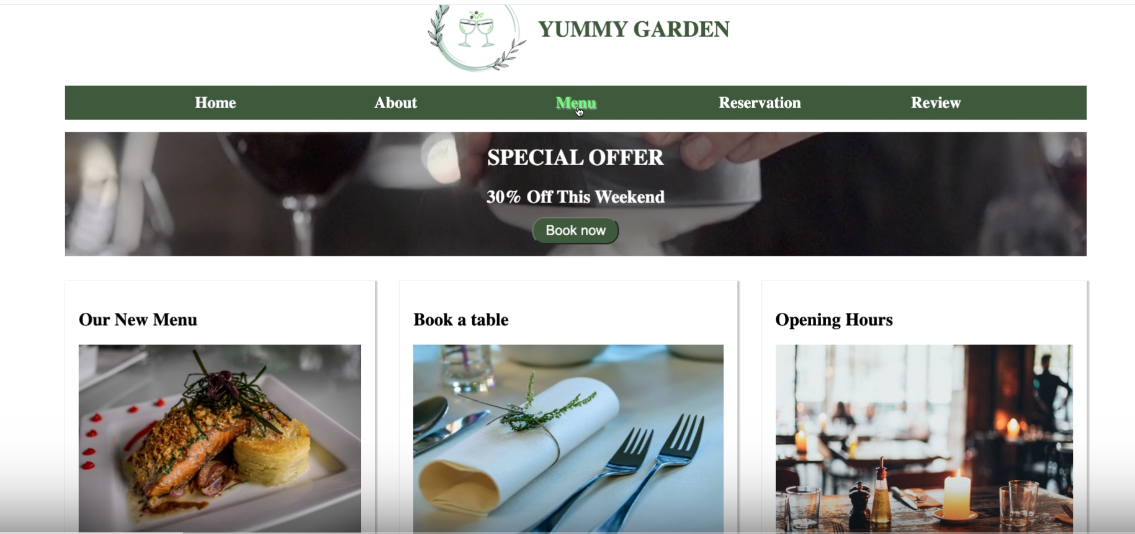 YUMMY GARDEN
Home About Menu Reservation Review
SPECIAL OFFER
30% Off This Weekend
Book now
Our New Menu Book a table Opening Hours